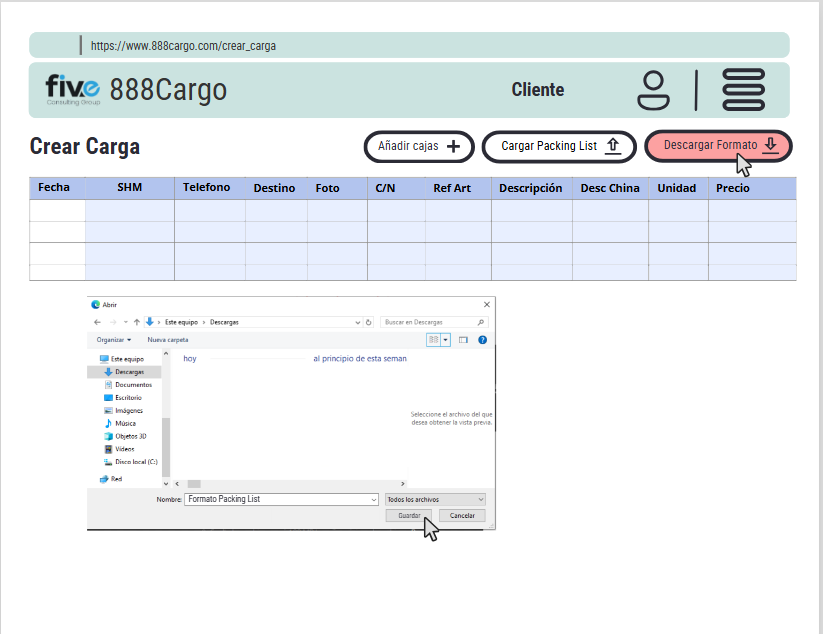 https://www.888cargo.com/crear_carga
five
Consulting Group
888Cargo
Cliente
Crear Carga
Añadir cajas
Cargar Packing List
Descargar Formato
Fecha SHM Telefono Destino Foto C/N Ref Art Descripción Desc China Unidad Precio
Abrir
Este equipo > Descargas
Buscar en Descargas
Organizar
Nueva carpeta
Este equipo
Descargas
Documentos
Escritorio
Imágenes
Música
Objetos 3D
Vídeos
Disco local (C:)
Red
hoy
al principio de esta seman
Seleccione el archivo del que
desea obtener la vista previa.
Nombre: Formato Packing List
Todos los archivos
Guardar
Cancelar